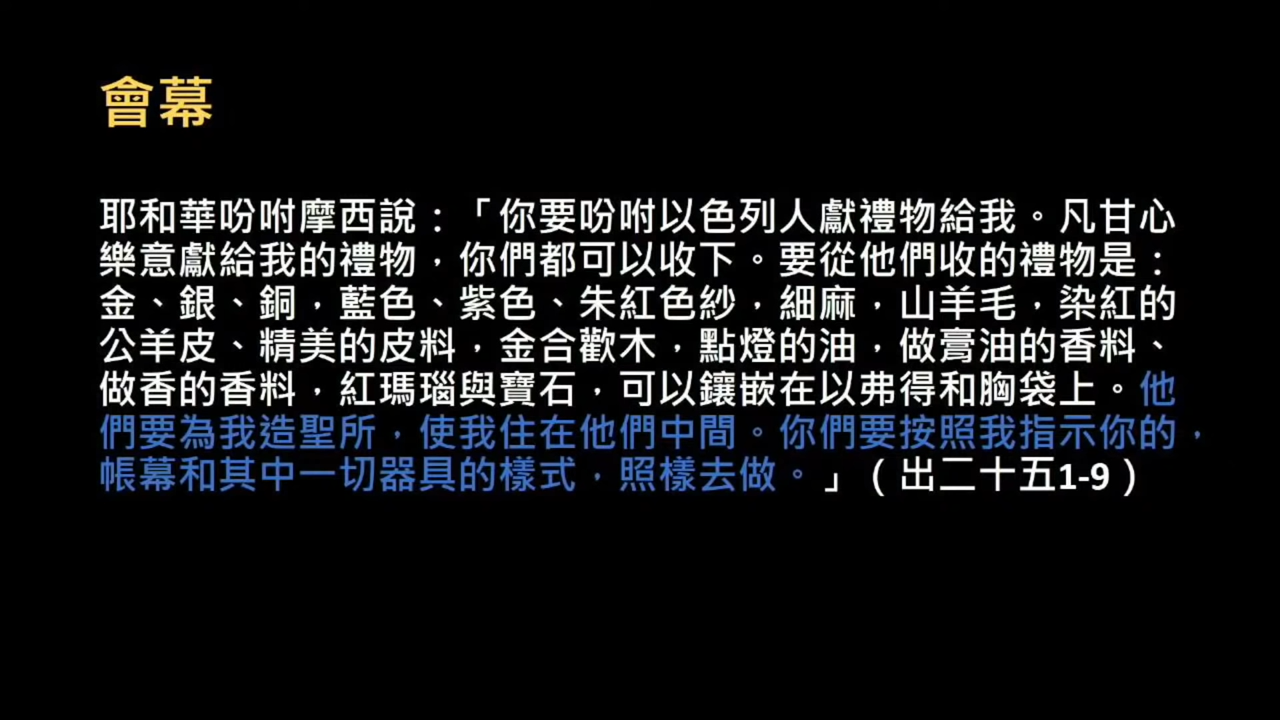 會幕
耶和華吩咐摩西說：「你要吩咐以色列人獻禮物給我。凡甘心
樂意獻給我的禮物，你們都可以收下。要從他們收的禮物是：
金、銀、銅，藍色、紫色、朱紅色紗，細麻，山羊毛，染紅的
公羊皮、精美的皮料，金合歡木，點燈的油，做膏油的香料、
做香的香料，紅瑪瑙與寶石，可以鑲嵌在以弗得和胸袋上。他
們要為我造聖所，使我住在他們中間。你們要按照我指示你的，
帳幕和其中一切器具的樣式，照樣去做。」（出二十五1-9）